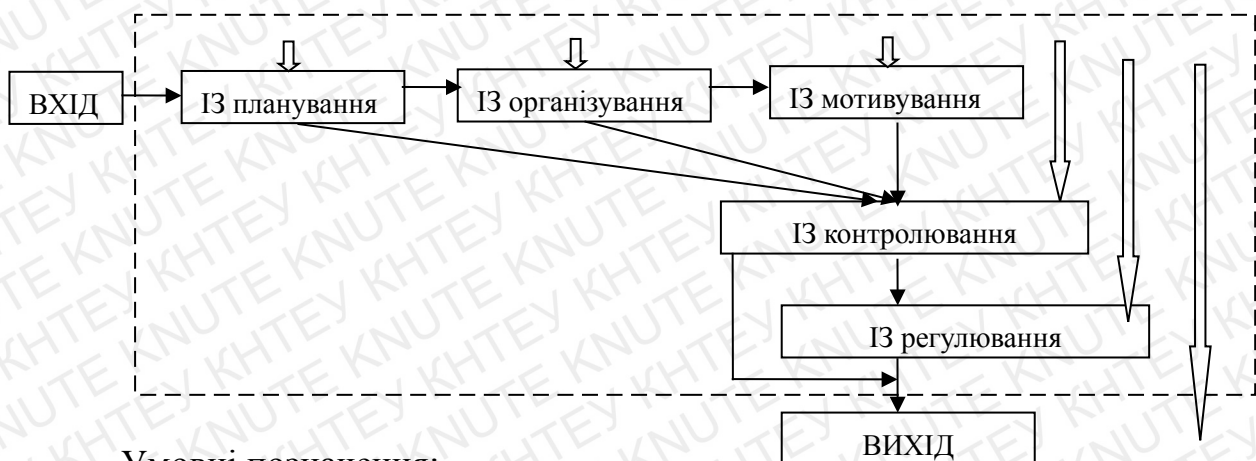 ВХІД
ІЗ планування
ІЗ організування
ІЗ мотивування
ІЗ контролювання
ІЗ регулювання
ВИХІД
Умовні позначення: